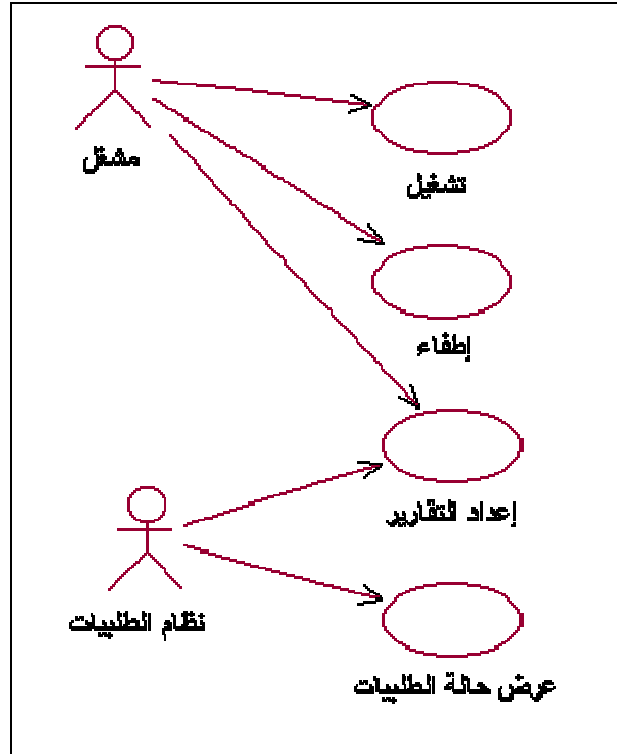 مشغل
تشغيل
إطفاء
إعداد التقارير
نظام الطلبيات
عرض حالة الطلبيات